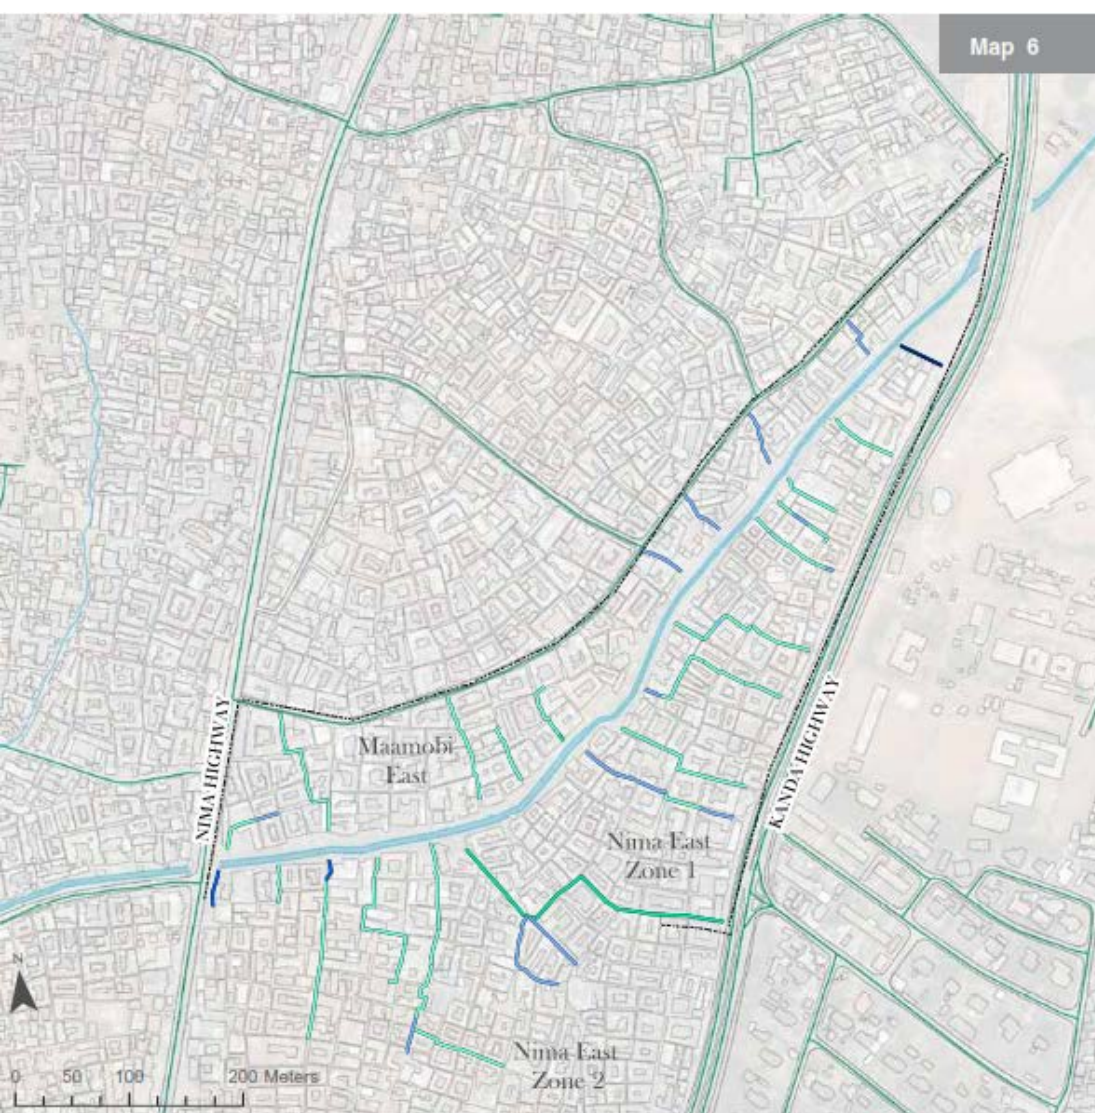 Map 6
NIMA HIGHWAY
Maamobi
East
KANDA HIGHWAY
Nima East
Zone 1
N
Nima East
Zone 2
0 50 100 200 Meters